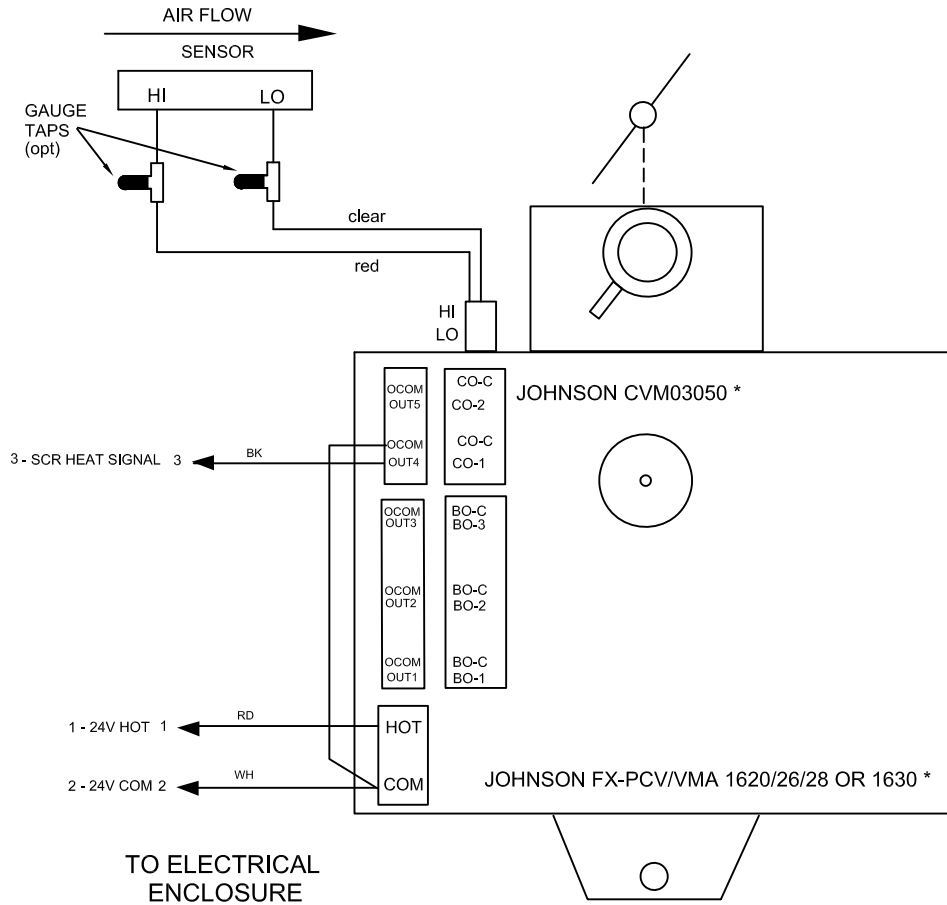 AIR FLOW
SENSOR
HI
LO
GAUGE
TAPS
(opt)
clear
red
HI
LO
JOHNSON CVM03050 *
OCOM
OUT5
OCOM
OUT4
CO-C
CO-2
CO-C
CO-1
3 - SCR HEAT SIGNAL 3
BK
OCOM
OUT3
OCOM
OUT2
OCOM
OUT1
BO-C
BO-3
BO-C
BO-2
BO-C
BO-1
1 - 24V HOT 1
RD
HOT
2 - 24V COM 2
WH
COM
JOHNSON FX-PCV/VMA 1620/26/28 OR 1630 *
TO ELECTRICAL
ENCLOSURE